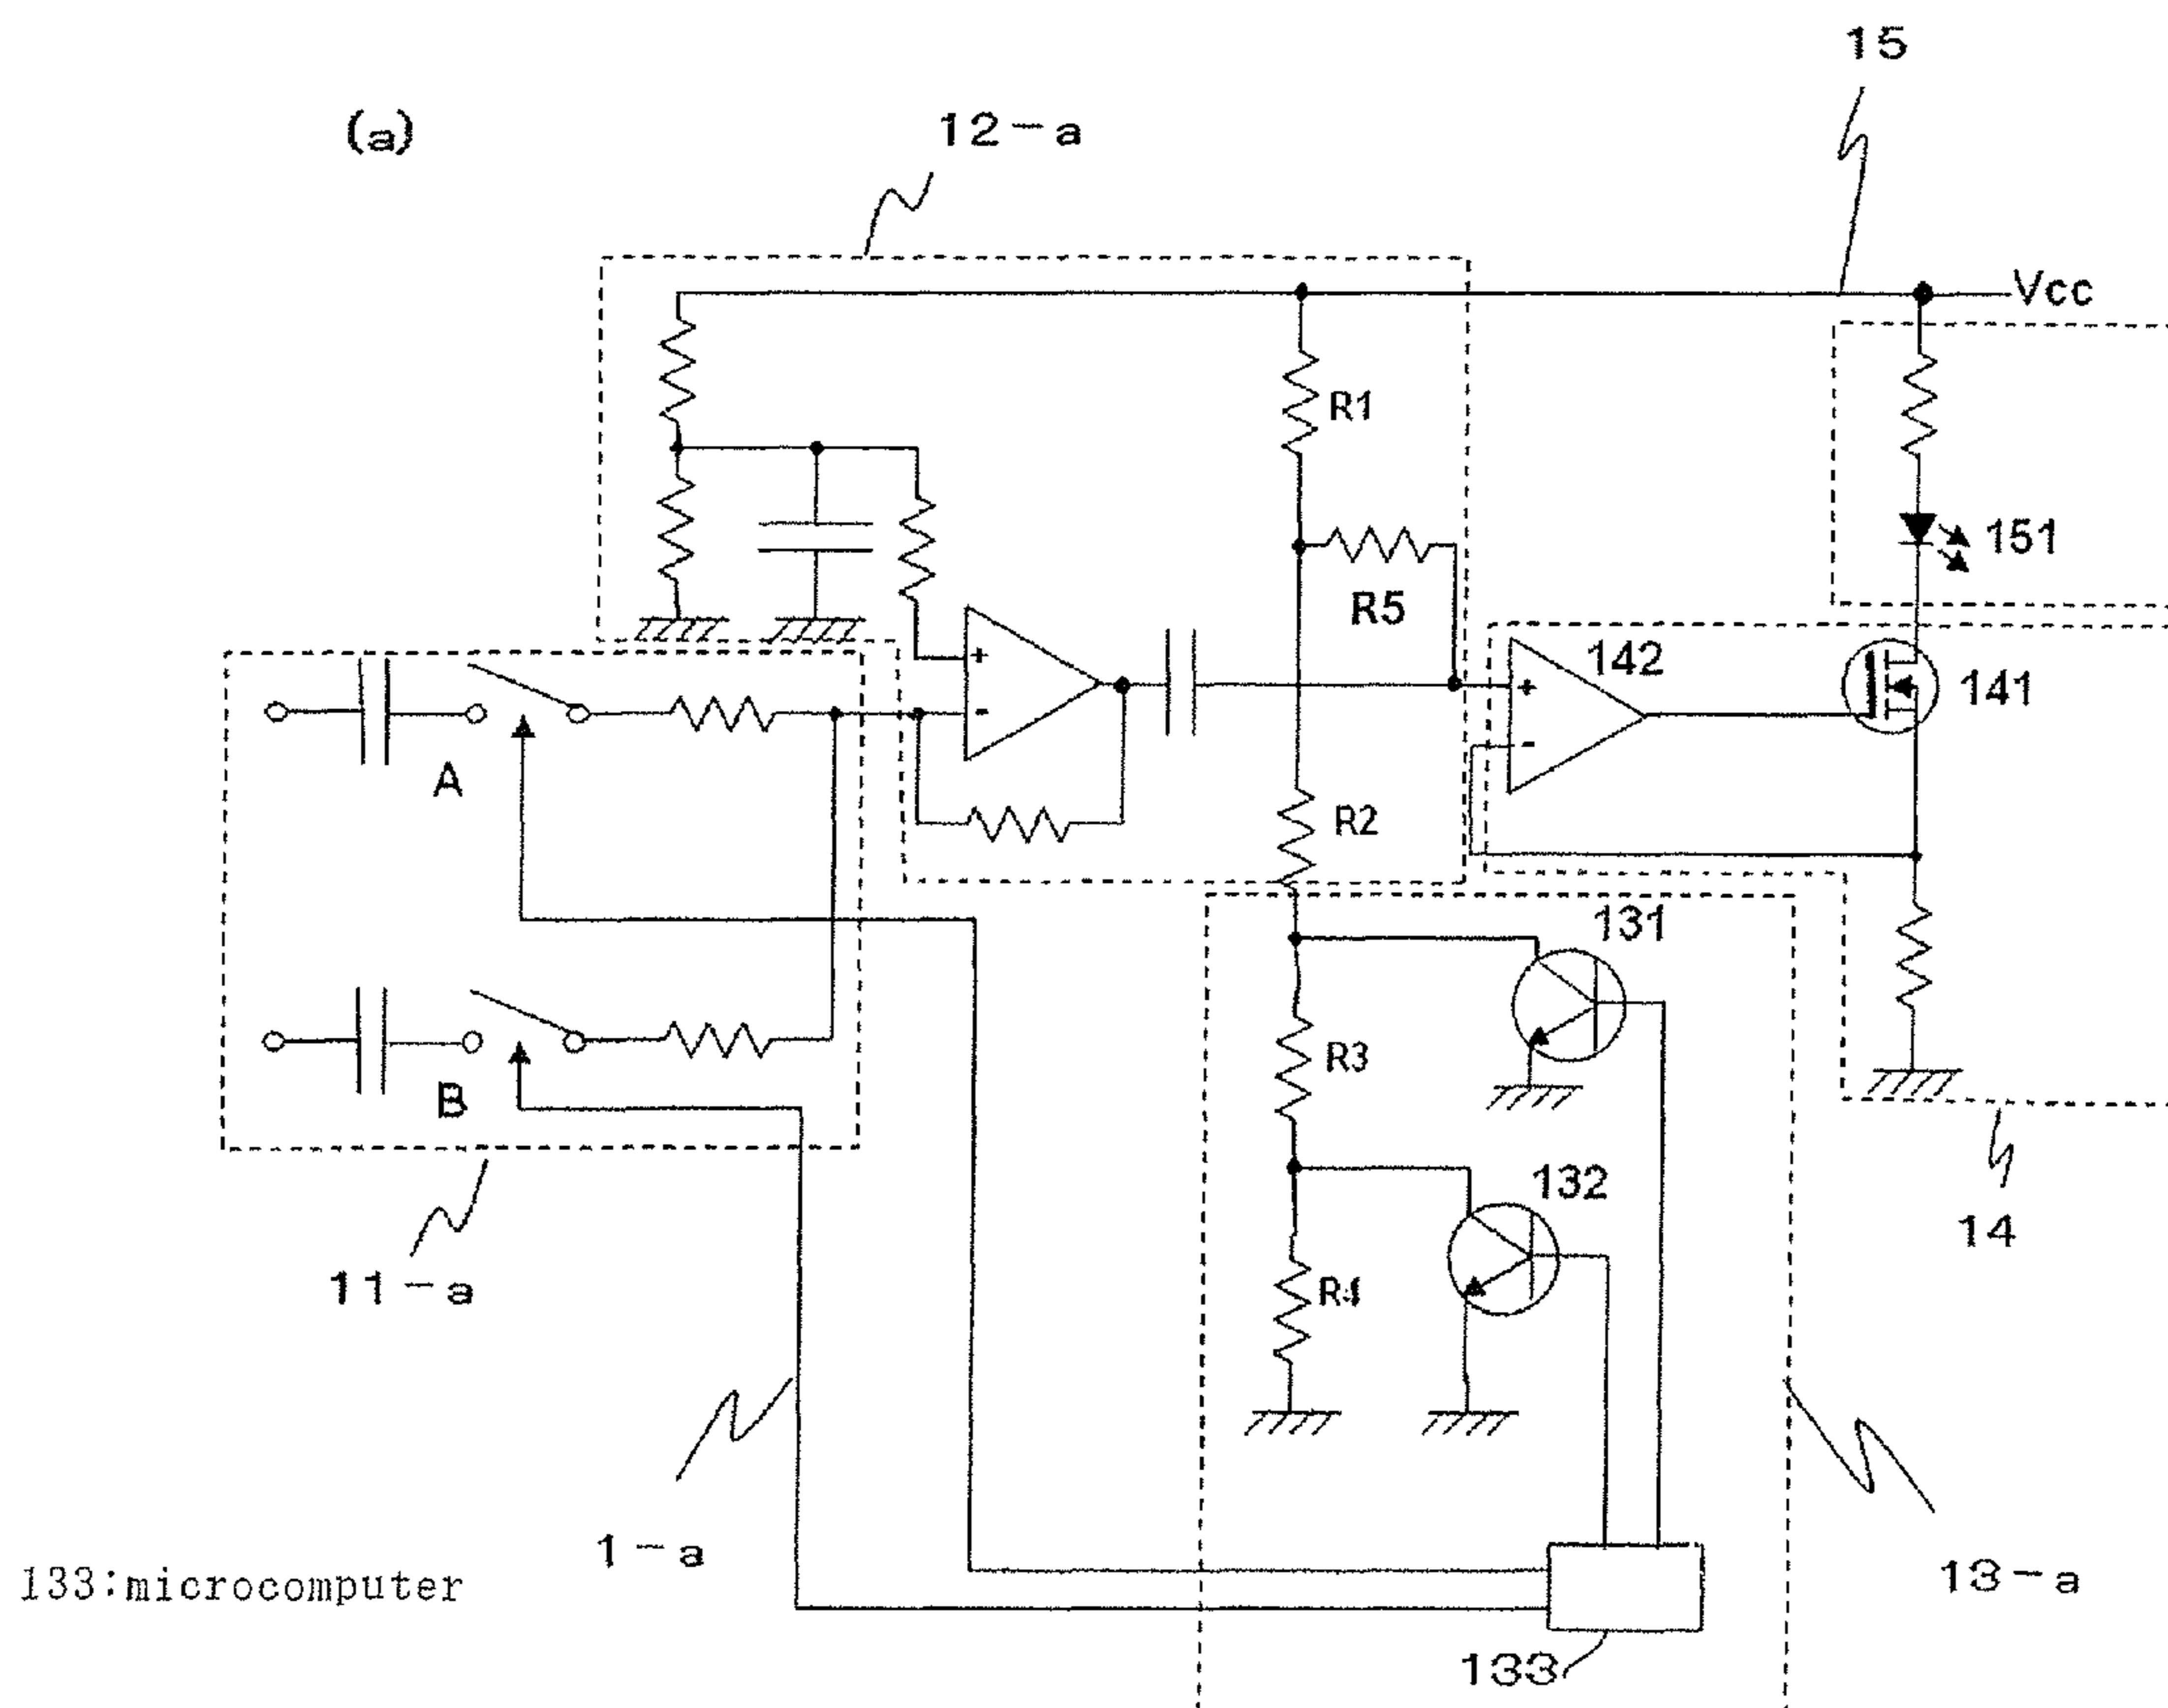 15
(a)
12-a
Vcc
R1
151
R5
142
141
+
-
+
-
A
R2
131
R3
B
132
14
11-a
R4
1-a
13-a
133:microcomputer
133